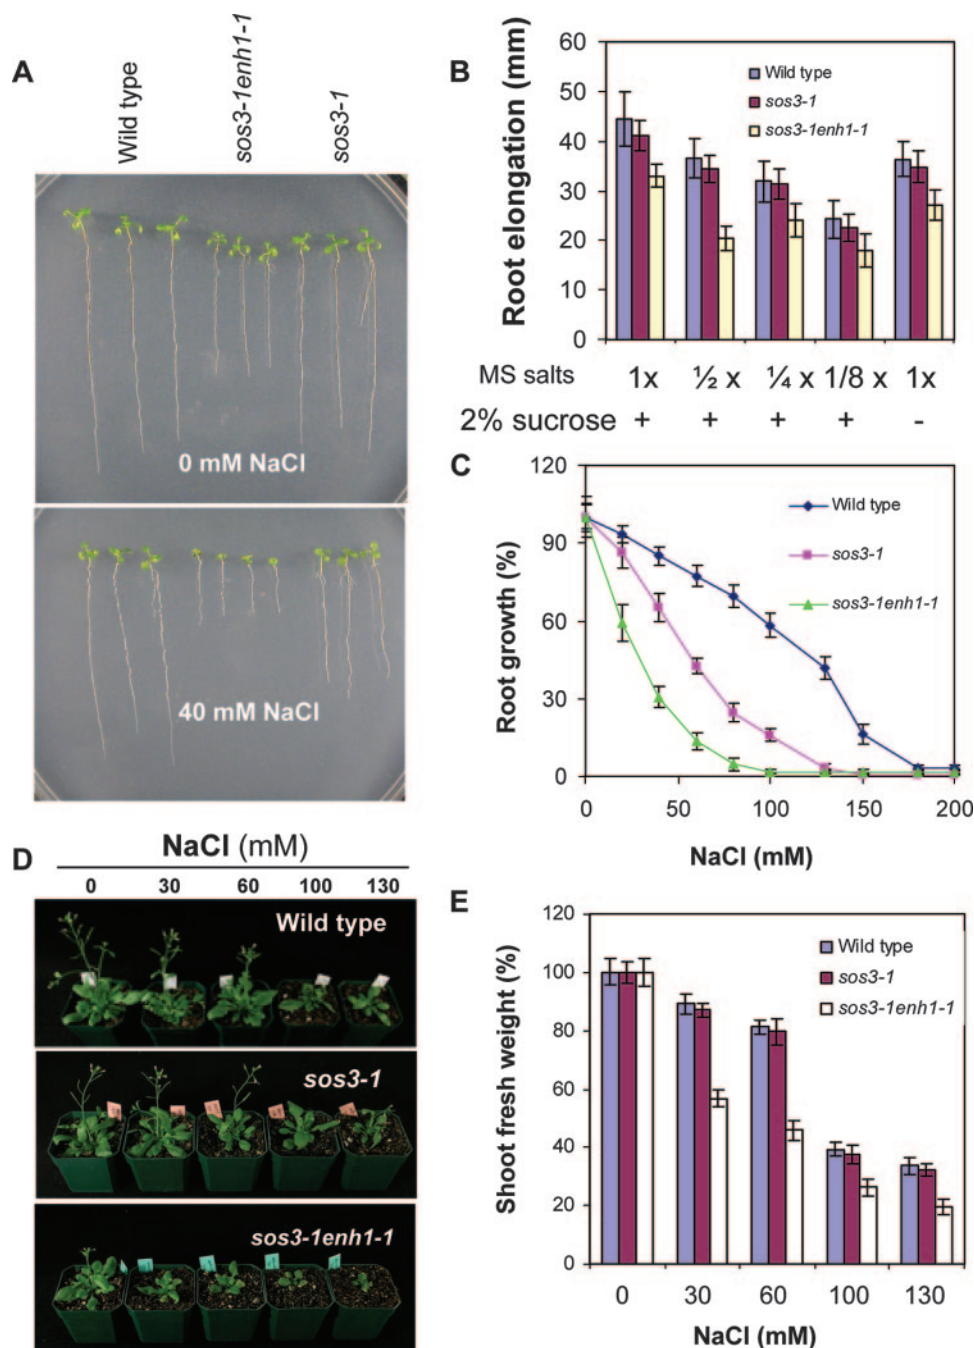 A
Wild type
sos3-1enh1-1
sos3-1
0 mM NaCl
40 mM NaCl
B
Root elongation (mm)
60
50
40
30
20
10
0
Wild type
sos3-1
sos3-1enh1-1
MS salts 1x ½ x ¼ x 1/8 x 1x
2% sucrose + + + + -
C
Root growth (%)
120
90
60
30
0
Wild type
sos3-1
sos3-1enh1-1
0 50 100 150 200
NaCl (mM)
D
NaCl (mM)
0 30 60 100 130
Wild type
sos3-1
sos3-1enh1-1
E
Shoot fresh weight (%)
120
100
80
60
40
20
0
Wild type
sos3-1
sos3-1enh1-1
0 30 60 100 130
NaCl (mM)